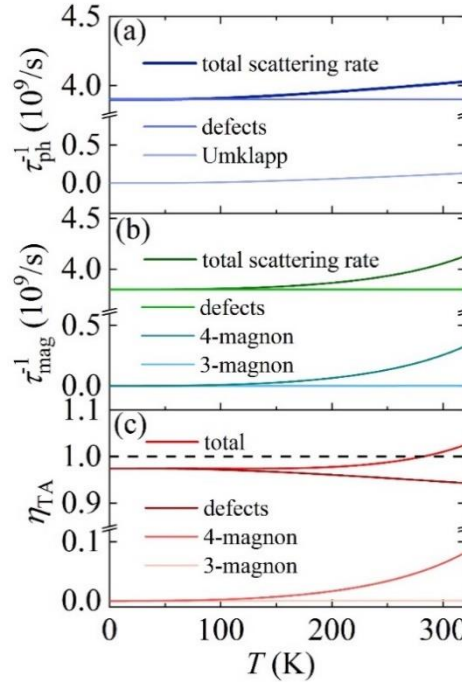 (a)
total scattering rate
defects
Umklapp
τ_ph^-1 (10^9/s)
4.5
4.0
0.5
0.0
(b)
total scattering rate
defects
4-magnon
3-magnon
τ_mag^-1 (10^9/s)
4.5
4.0
0.5
0.0
(c)
total
defects
4-magnon
3-magnon
η_TA
1.1
1.0
0.9
0.1
0.0
0 100 200 300
T (K)